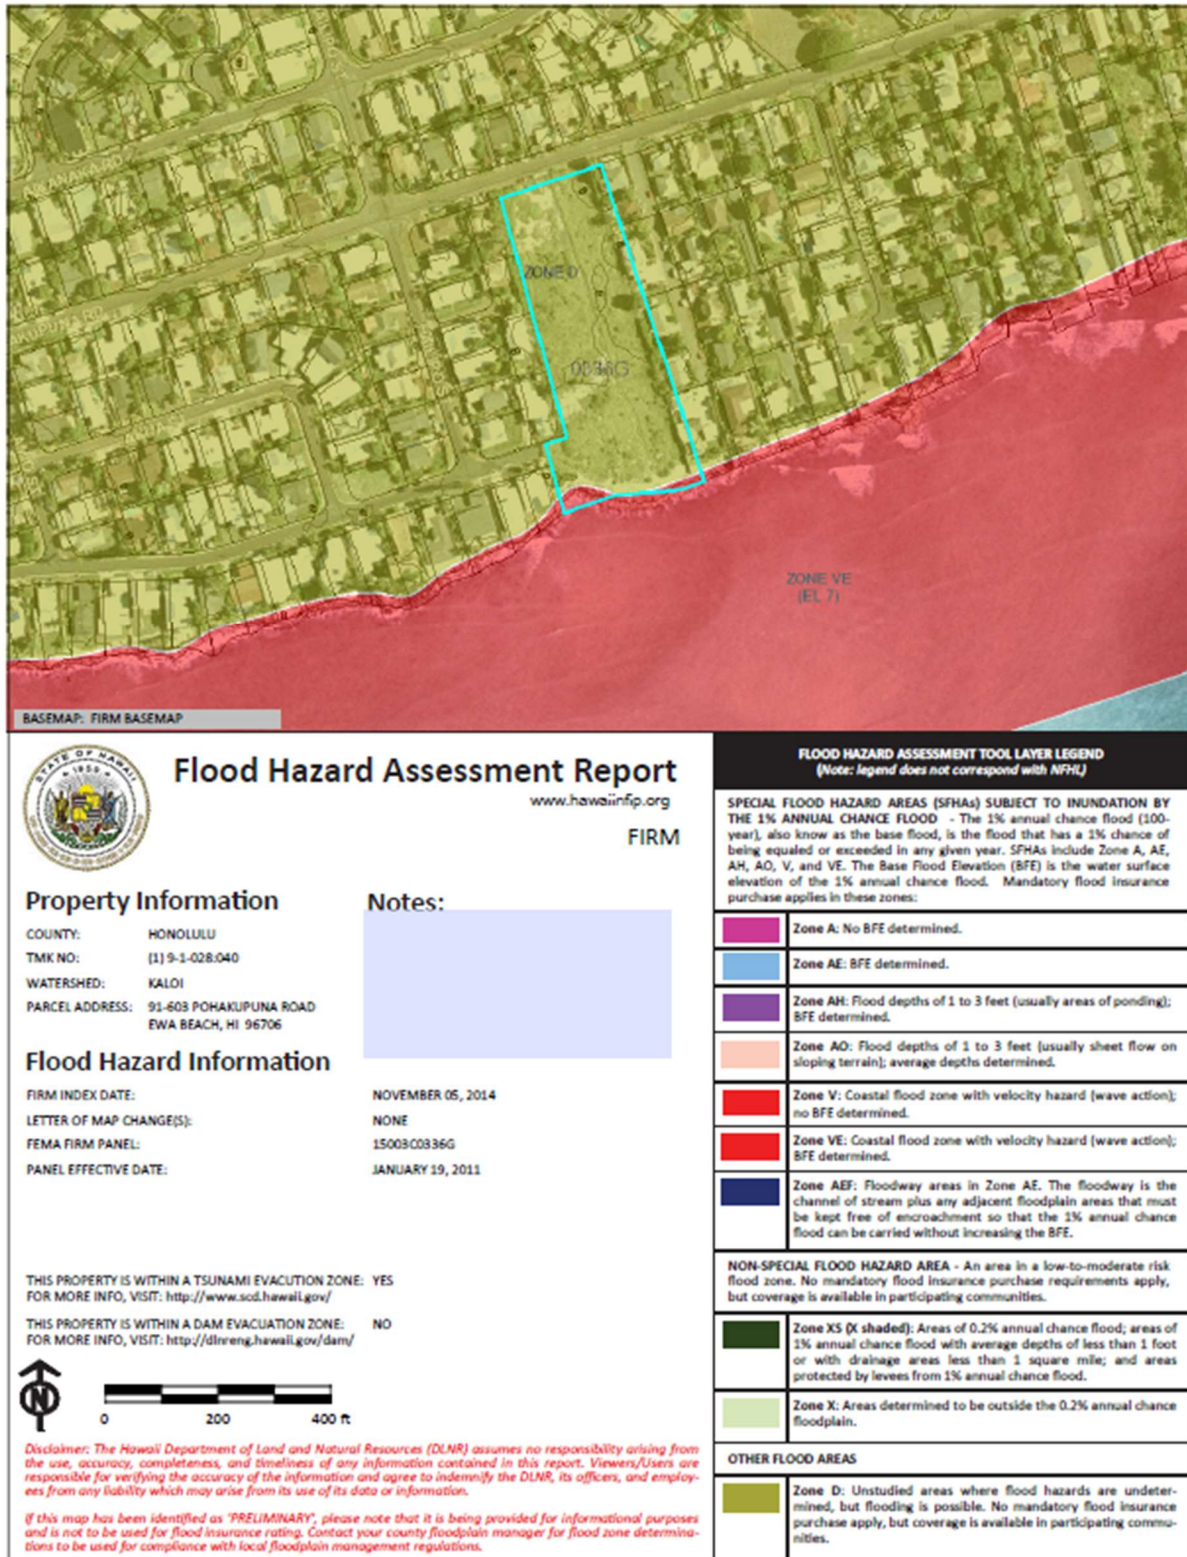 ZONE D
0336G
ZONE VE
(EL 7)
BASEMAP: FIRM BASEMAP
STATE OF HAWAII
1959
Flood Hazard Assessment Report
www.hawaiinfip.org
FIRM
Property Information
COUNTY: HONOLULU
TMK NO: (1) 9-1-028:040
WATERSHED: KALOI
PARCEL ADDRESS: 91-603 POHAKUPUNA ROAD
EWA BEACH, HI 96706
Notes:
Flood Hazard Information
FIRM INDEX DATE: NOVEMBER 05, 2014
LETTER OF MAP CHANGE(S): NONE
FEMA FIRM PANEL: 15003C0336G
PANEL EFFECTIVE DATE: JANUARY 19, 2011
THIS PROPERTY IS WITHIN A TSUNAMI EVACUTION ZONE: YES
FOR MORE INFO, VISIT: http://www.scd.hawaii.gov/
THIS PROPERTY IS WITHIN A DAM EVACUATION ZONE: NO
FOR MORE INFO, VISIT: http://dlnreng.hawaii.gov/dam/
N
0 200 400 ft
Disclaimer: The Hawaii Department of Land and Natural Resources (DLNR) assumes no responsibility arising from
the use, accuracy, completeness, and timeliness of any information contained in this report. Viewers/Users are
responsible for verifying the accuracy of the information and agree to indemnify the DLNR, its officers, and employ-
ees from any liability which may arise from its use of its data or information.
If this map has been identified as 'PRELIMINARY', please note that it is being provided for informational purposes
and is not to be used for flood insurance rating. Contact your county floodplain manager for flood zone determina-
tions to be used for compliance with local floodplain management regulations.
FLOOD HAZARD ASSESSMENT TOOL LAYER LEGEND
(Note: legend does not correspond with NFHL)
SPECIAL FLOOD HAZARD AREAS (SFHAs) SUBJECT TO INUNDATION BY
THE 1% ANNUAL CHANCE FLOOD - The 1% annual chance flood (100-
year), also know as the base flood, is the flood that has a 1% chance of
being equaled or exceeded in any given year. SFHAs include Zone A, AE,
AH, AO, V, and VE. The Base Flood Elevation (BFE) is the water surface
elevation of the 1% annual chance flood. Mandatory flood insurance
purchase applies in these zones:
Zone A: No BFE determined.
Zone AE: BFE determined.
Zone AH: Flood depths of 1 to 3 feet (usually areas of ponding);
BFE determined.
Zone AO: Flood depths of 1 to 3 feet (usually sheet flow on
sloping terrain); average depths determined.
Zone V: Coastal flood zone with velocity hazard (wave action);
no BFE determined.
Zone VE: Coastal flood zone with velocity hazard (wave action);
BFE determined.
Zone AEF: Floodway areas in Zone AE. The floodway is the
channel of stream plus any adjacent floodplain areas that must
be kept free of encroachment so that the 1% annual chance
flood can be carried without increasing the BFE.
NON-SPECIAL FLOOD HAZARD AREA - An area in a low-to-moderate risk
flood zone. No mandatory flood insurance purchase requirements apply,
but coverage is available in participating communities.
Zone XS (X shaded): Areas of 0.2% annual chance flood; areas of
1% annual chance flood with average depths of less than 1 foot
or with drainage areas less than 1 square mile; and areas
protected by levees from 1% annual chance flood.
Zone X: Areas determined to be outside the 0.2% annual chance
floodplain.
OTHER FLOOD AREAS
Zone D: Unstudied areas where flood hazards are undeter-
mined, but flooding is possible. No mandatory flood insurance
purchase apply, but coverage is available in participating commu-
nities.